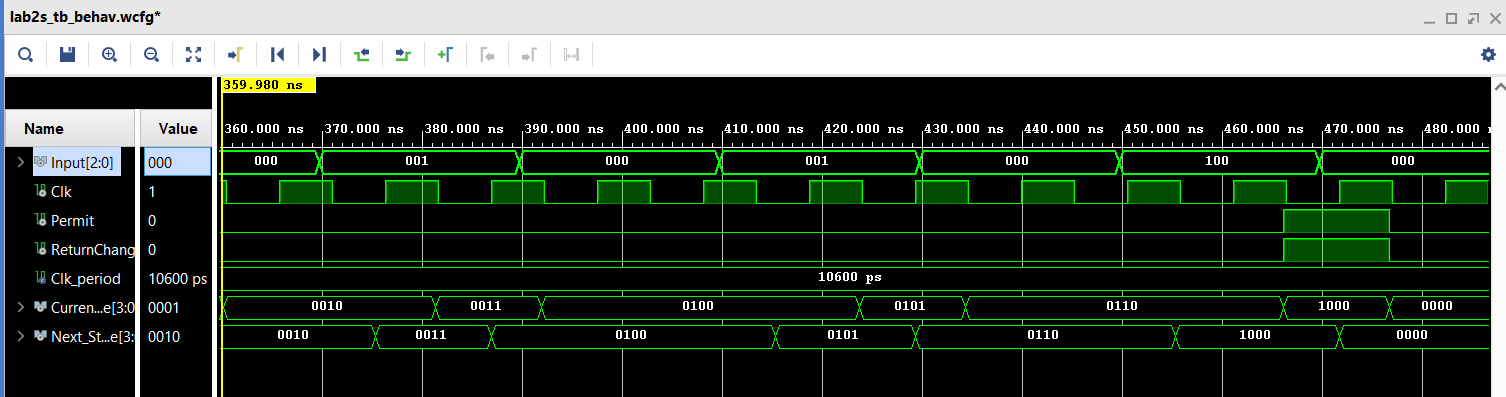 lab2s_tb_behav.wcfg*
359.980 ns
Name Value
360.000 ns 370.000 ns 380.000 ns 390.000 ns 400.000 ns 410.000 ns 420.000 ns 430.000 ns 450.000 ns 460.000 ns 470.000 ns 480.000
Input[2:0] 000 000 001 000 001 000 100 000
Clk 1
Permit 0
ReturnChang 0
Clk_period 10600 ps 10600 ps
Curren...e[3:0 0001 0010 0011 0100 0101 0110 1000 0000
Next_St...e[3: 0010 0010 0011 0100 0101 0110 1000 0000